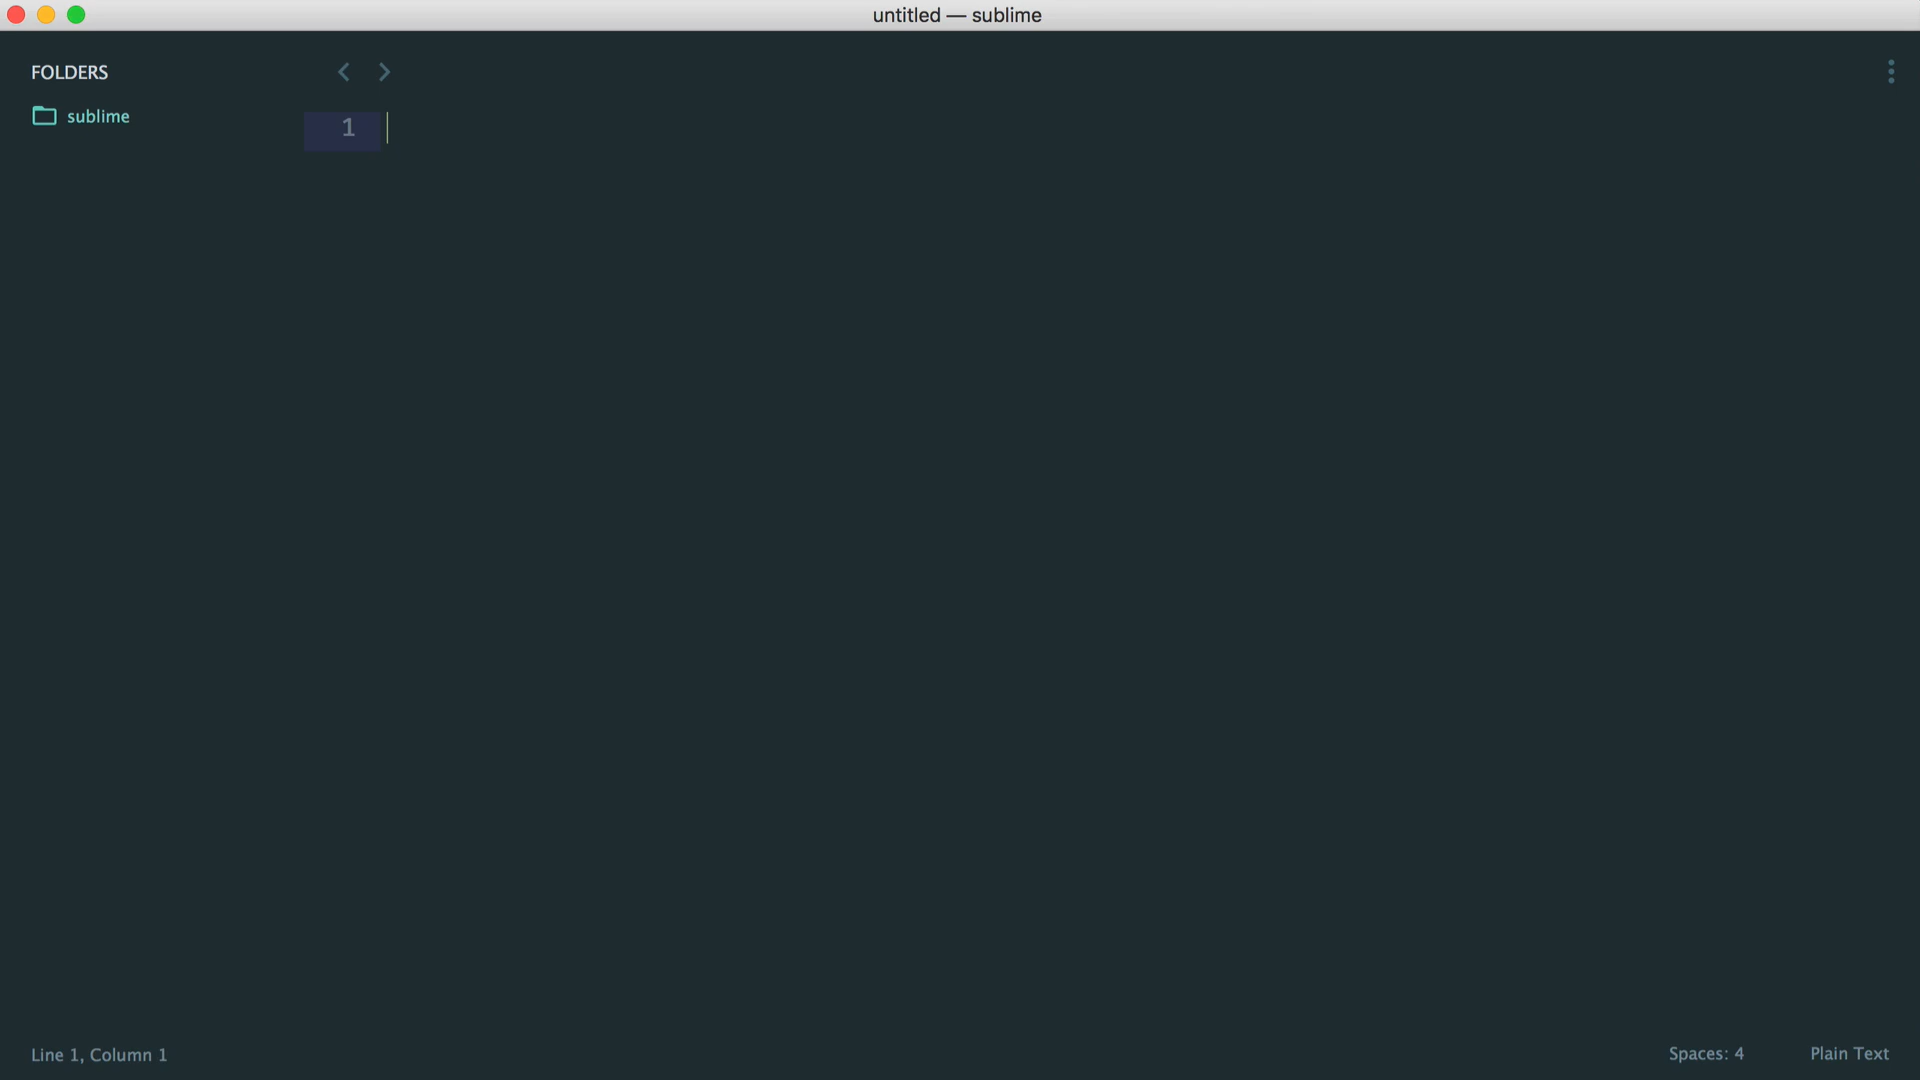 untitled — sublime
FOLDERS
sublime
1
Line 1, Column 1
Spaces: 4
Plain Text